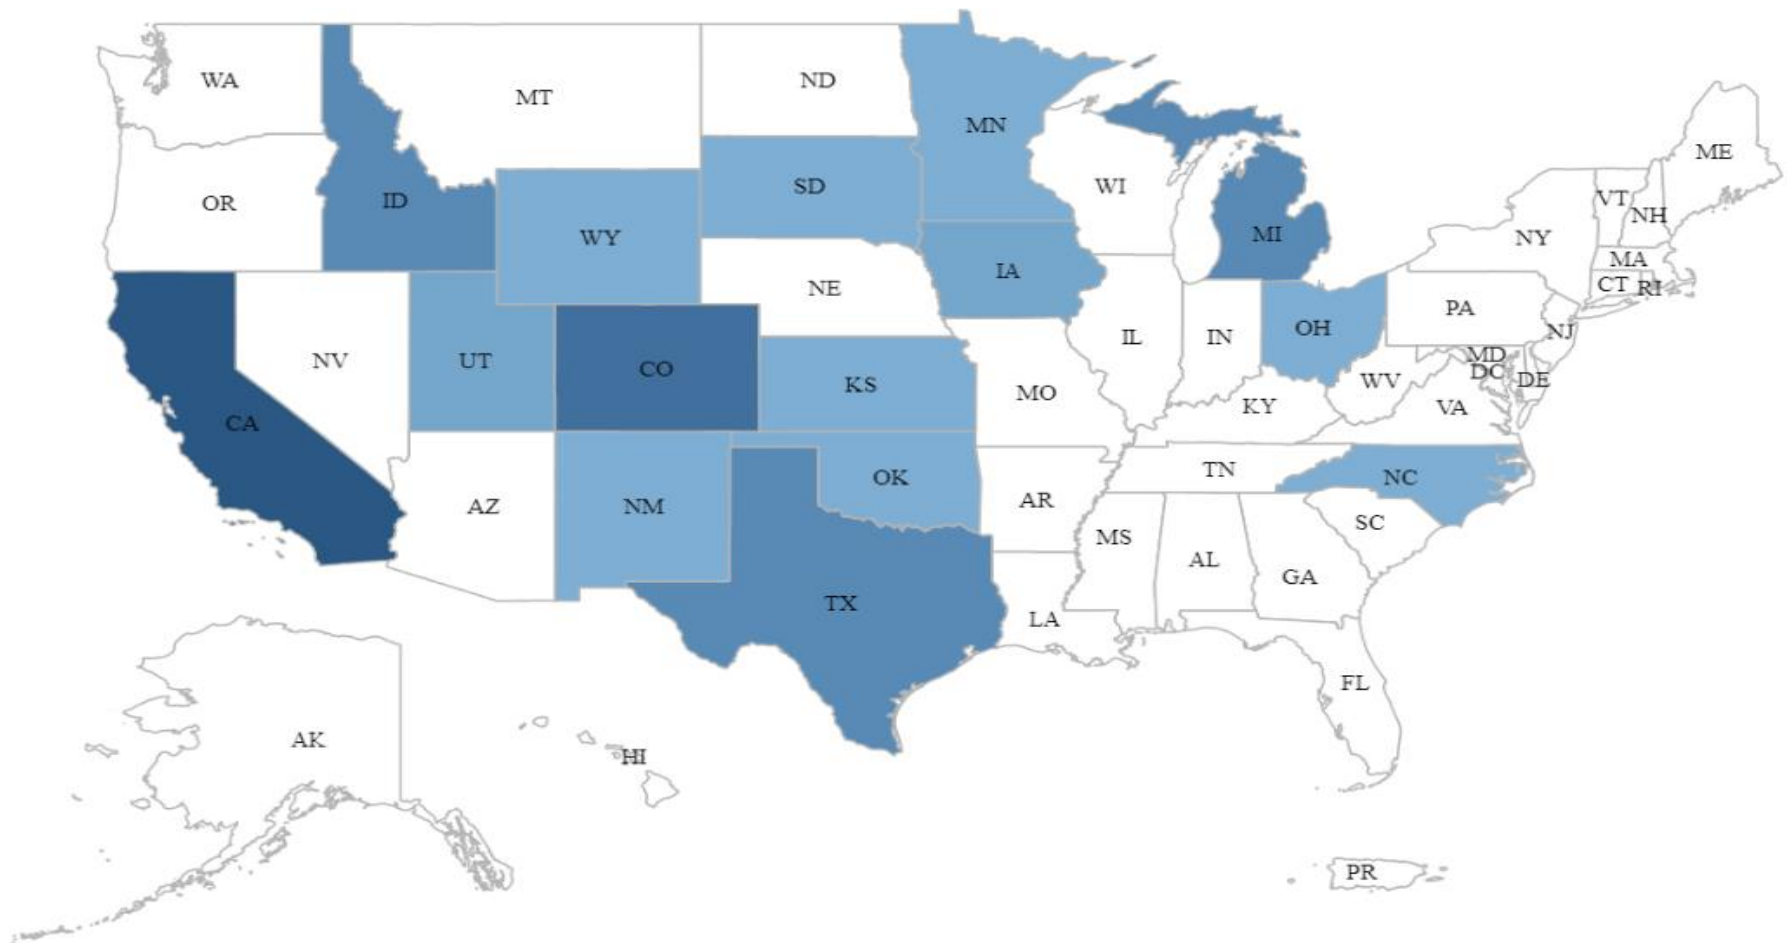 WA
MT
ND
MN
ME
OR
ID
SD
WI
VT
NH
WY
MI
NY
IA
MA
NE
CT
RI
PA
NV
UT
CO
KS
IL
IN
OH
NJ
MD
DC
DE
WV
MO
KY
VA
CA
AZ
NM
OK
AR
TN
NC
MS
AL
SC
GA
TX
LA
FL
AK
HI
PR